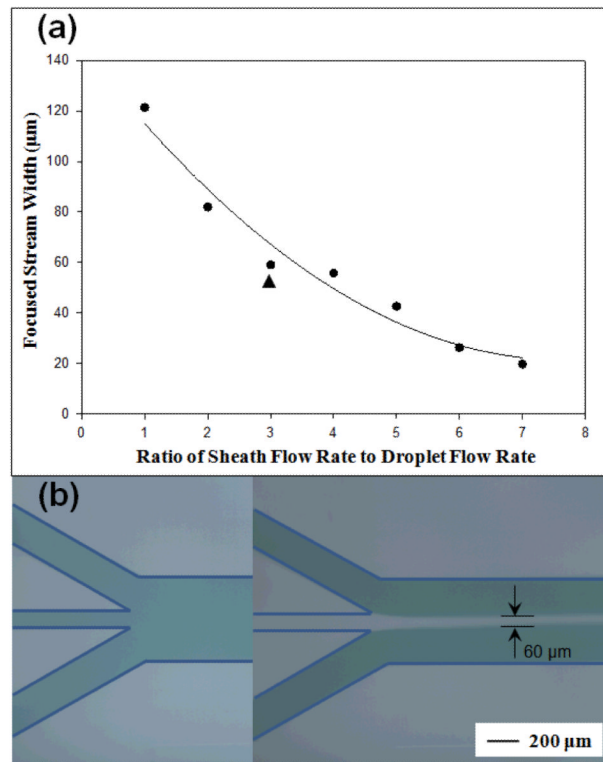 (a)
140
120
100
80
60
40
20
0
Focused Stream Width (µm)
0 1 2 3 4 5 6 7 8
Ratio of Sheath Flow Rate to Droplet Flow Rate
(b)
60 µm
200 µm